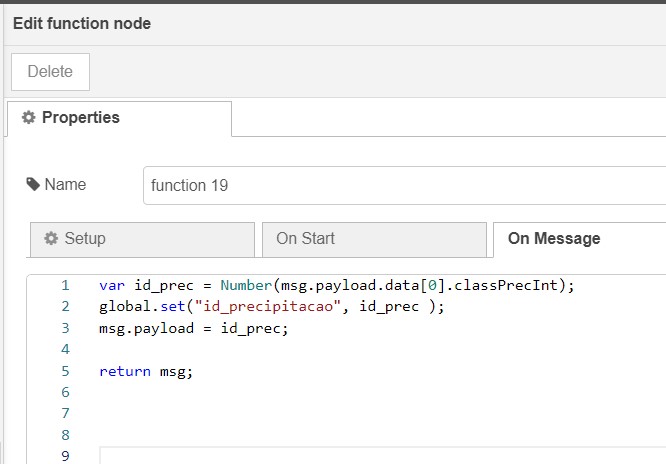 Edit function node
Delete
Properties
Name
function 19
Setup
On Start
On Message
1 var id_prec = Number(msg.payload.data[0].classPrecInt);
2 global.set("id_precipitacao", id_prec );
3 msg.payload = id_prec;
4
5 return msg;
6
7
8
9